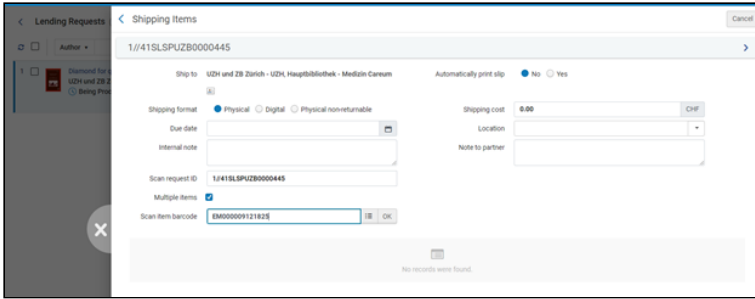 Lending Requests
Shipping Items
Cancel
Author
1//41SLSPUZB0000445
1
Diamond for
UZH und ZB Z
Being Proc
Ship to UZH und ZB Zürich - UZH, Hauptbibliothek - Medizin Careum
Automatically print slip No Yes
Shipping format Physical Digital Physical non-returnable
Shipping cost 0.00 CHF
Due date
Location
Internal note
Note to partner
Scan request ID 1//41SLSPUZB0000445
Multiple items
Scan item barcode EM000009121825 OK
No records were found.